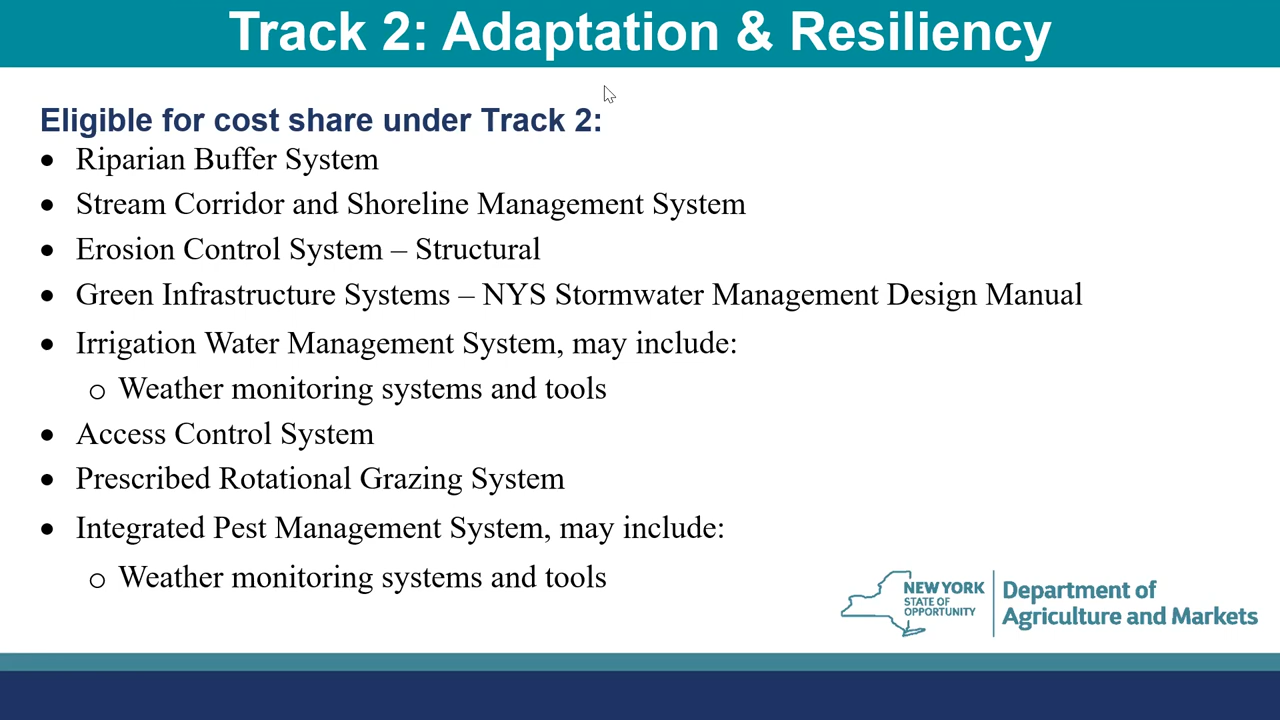 Track 2: Adaptation & Resiliency
Eligible for cost share under Track 2:
• Riparian Buffer System
• Stream Corridor and Shoreline Management System
• Erosion Control System – Structural
• Green Infrastructure Systems – NYS Stormwater Management Design Manual
• Irrigation Water Management System, may include:
o Weather monitoring systems and tools
• Access Control System
• Prescribed Rotational Grazing System
• Integrated Pest Management System, may include:
o Weather monitoring systems and tools
NEW YORK
STATE OF
OPPORTUNITY
Department of
Agriculture and Markets